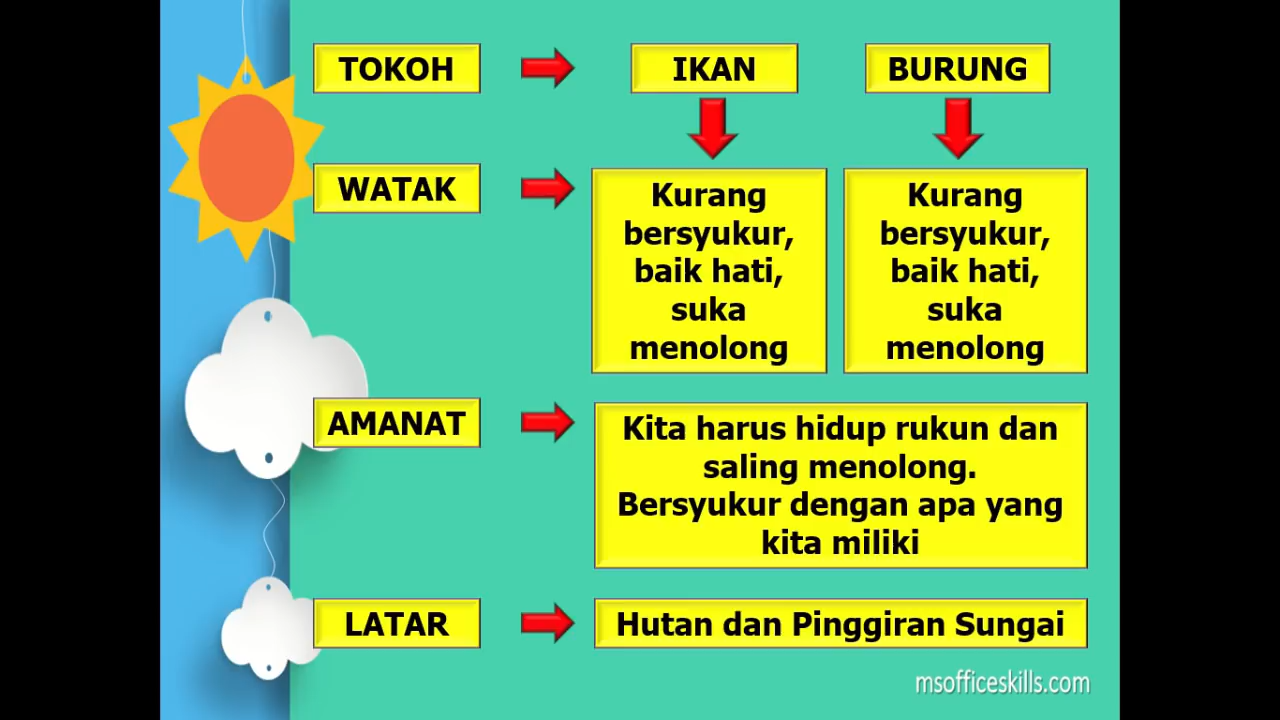 TOKOH
IKAN
BURUNG
WATAK
Kurang
bersyukur,
baik hati,
suka
menolong
Kurang
bersyukur,
baik hati,
suka
menolong
AMANAT
Kita harus hidup rukun dan
saling menolong.
Bersyukur dengan apa yang
kita miliki
LATAR
Hutan dan Pinggiran Sungai
msofficeskills.com